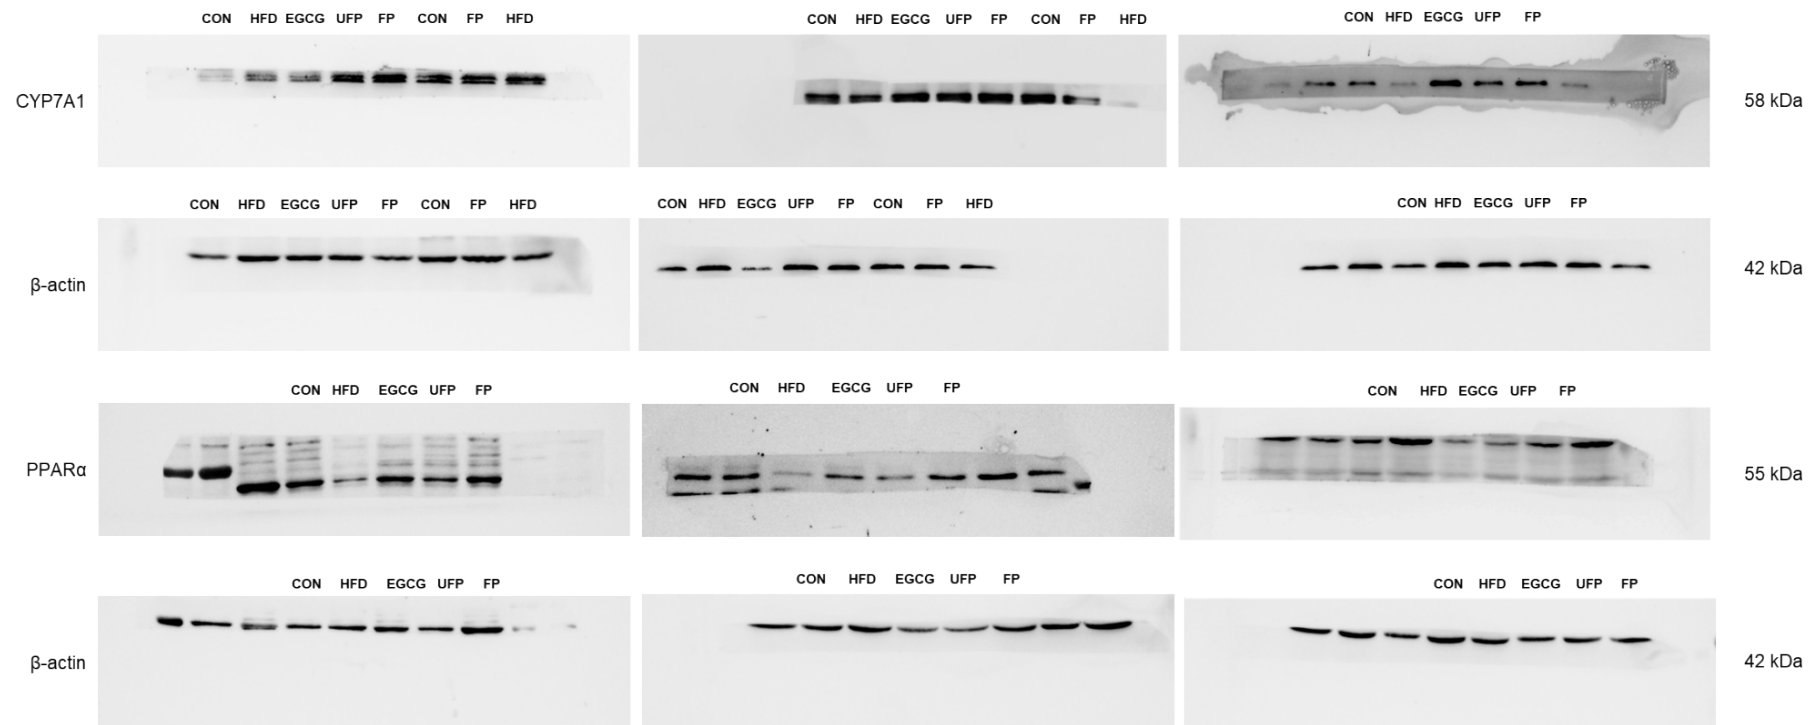 CON HFD EGCG UFP FP CON FP HFD
CON HFD EGCG UFP FP CON FP HFD
CON HFD EGCG UFP FP
CYP7A1
58 kDa
CON HFD EGCG UFP FP CON FP HFD
CON HFD EGCG UFP FP CON FP HFD
CON HFD EGCG UFP FP
β-actin
42 kDa
CON HFD EGCG UFP FP
CON HFD EGCG UFP FP
CON HFD EGCG UFP FP
PPARα
55 kDa
CON HFD EGCG UFP FP
CON HFD EGCG UFP FP
CON HFD EGCG UFP FP
β-actin
42 kDa